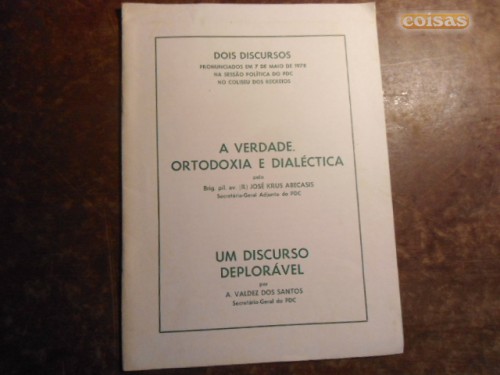 coisas
DOIS DISCURSOS
PRONUNCIADOS EM 7 DE MAIO DE 1978
NA SESSÃO POLÍTICA DO PDC
NO COLISEU DOS RECREIOS
A VERDADE.
ORTODOXIA E DIALÉCTICA
pelo
Brig. pil. av. (R) JOSÉ KRUS ABECASIS
Secretário-Geral Adjunto do PDC
UM DISCURSO
DEPLORÁVEL
por
A. VALDEZ DOS SANTOS
Secretário-Geral do PDC